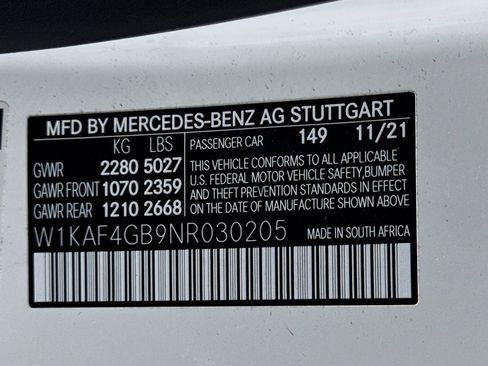 MFD BY MERCEDES-BENZ AG STUTTGART
KG LBS
GVWR 2280 5027
GAWR FRONT 1070 2359
GAWR REAR 1210 2668
PASSENGER CAR 149 11/21
THIS VEHICLE CONFORMS TO ALL APPLICABLE
U.S. FEDERAL MOTOR VEHICLE SAFETY, BUMPER
AND THEFT PREVENTION STANDARDS IN EFFECT
ON THE DATE OF MANUFACTURE SHOWN ABOVE.
W1KAF4GB9NR030205 MADE IN SOUTH AFRICA